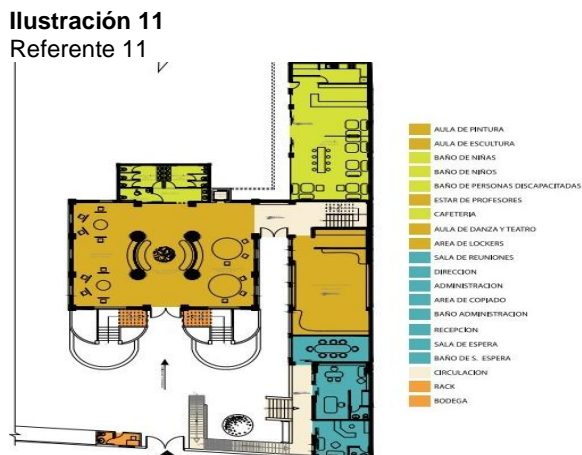 Ilustración 11
Referente 11
AULA DE PINTURA
AULA DE ESCULTURA
BAÑO DE NIÑAS
BAÑO DE NIÑOS
BAÑO DE PERSONAS DISCAPACITADAS
ESTAR DE PROFESORES
CAFETERIA
AULA DE DANZA Y TEATRO
AREA DE LOCKERS
SALA DE REUNIONES
DIRECCION
ADMINISTRACION
AREA DE COPIADO
BAÑO ADMINISTRACION
RECEPCION
SALA DE ESPERA
BAÑO DE S. ESPERA
CIRCULACION
RACK
BODEGA